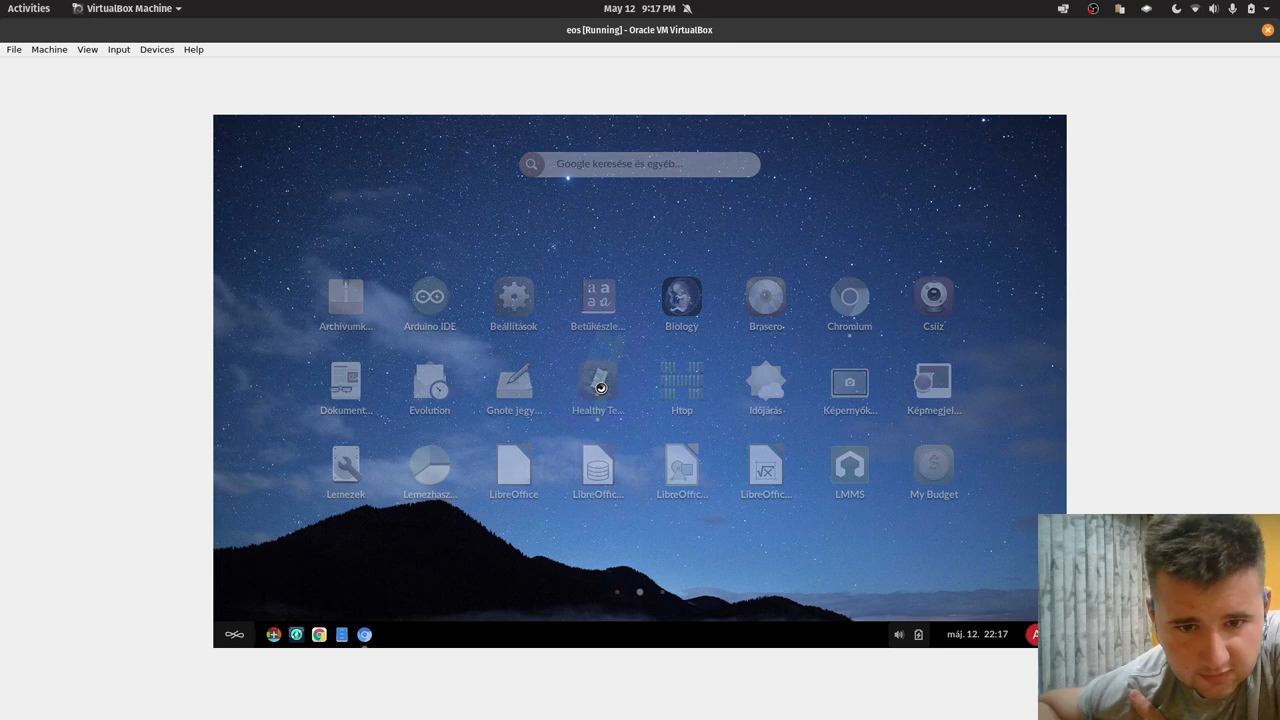 Activities VirtualBox Machine May 12 9:17 PM
eos [Running] - Oracle VM VirtualBox
File Machine View Input Devices Help
Google keresése és egyéb...
Archívumk... Arduino IDE Beállítások Betűkészle... Biology Brasero Chromium Csíz
Dokument... Evolution Gnote jegy... Healthy Te... Htop Időjárás Képernyők... Képmegjel...
Lemezek Lemezhasz... LibreOffice LibreOffic... LibreOffic... LibreOffic... LMMS My Budget
máj. 12. 22:17